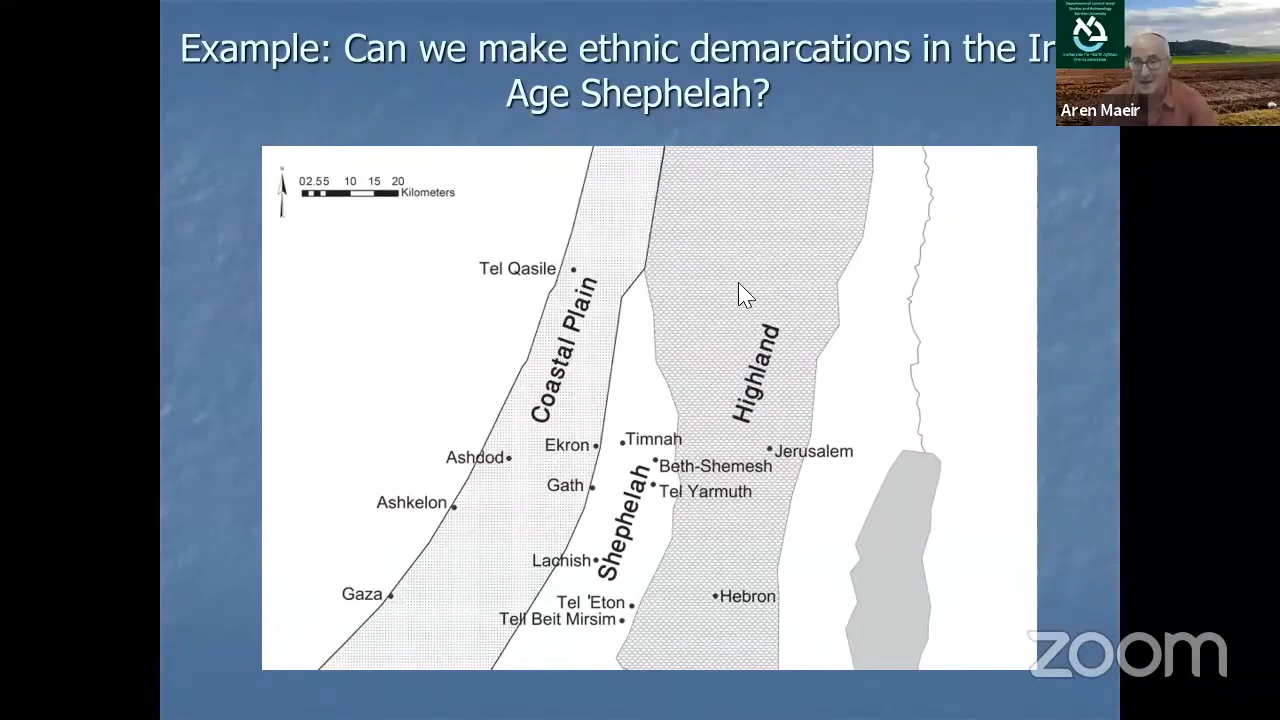 Example: Can we make ethnic demarcations in the Ir
Age Shephelah?
Aren Maeir
N
02.55 10 15 20
Kilometers
Tel Qasile
Coastal Plain
Highland
Ekron
Timnah
Ashdod
Beth-Shemesh
Jerusalem
Gath
Tel Yarmuth
Ashkelon
Shephelah
Lachish
Gaza
Tel 'Eton
Hebron
Tell Beit Mirsim
zoom